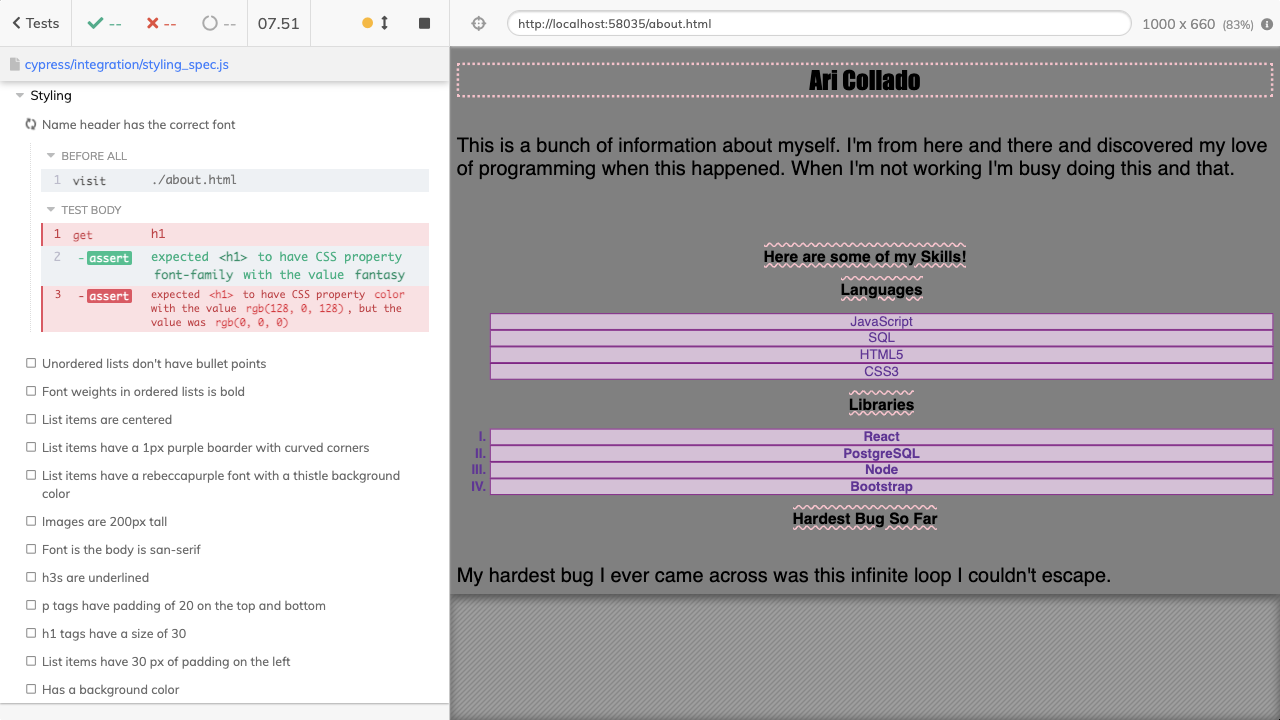 Tests
--
--
--
07.51
http://localhost:58035/about.html
1000 x 660 (83%)
cypress/integration/styling_spec.js
Styling
Name header has the correct font
BEFORE ALL
1 visit ./about.html
TEST BODY
1 get h1
2 - assert expected <h1> to have CSS property
font-family with the value fantasy
3 - assert expected <h1> to have CSS property color
with the value rgb(128, 0, 128), but the
value was rgb(0, 0, 0)
Unordered lists don't have bullet points
Font weights in ordered lists is bold
List items are centered
List items have a 1px purple boarder with curved corners
List items have a rebeccapurple font with a thistle background
color
Images are 200px tall
Font is the body is san-serif
h3s are underlined
p tags have padding of 20 on the top and bottom
h1 tags have a size of 30
List items have 30 px of padding on the left
Has a background color
Ari Collado
This is a bunch of information about myself. I'm from here and there and discovered my love
of programming when this happened. When I'm not working I'm busy doing this and that.
Here are some of my Skills!
Languages
JavaScript
SQL
HTML5
CSS3
Libraries
I. React
II. PostgreSQL
III. Node
IV. Bootstrap
Hardest Bug So Far
My hardest bug I ever came across was this infinite loop I couldn't escape.